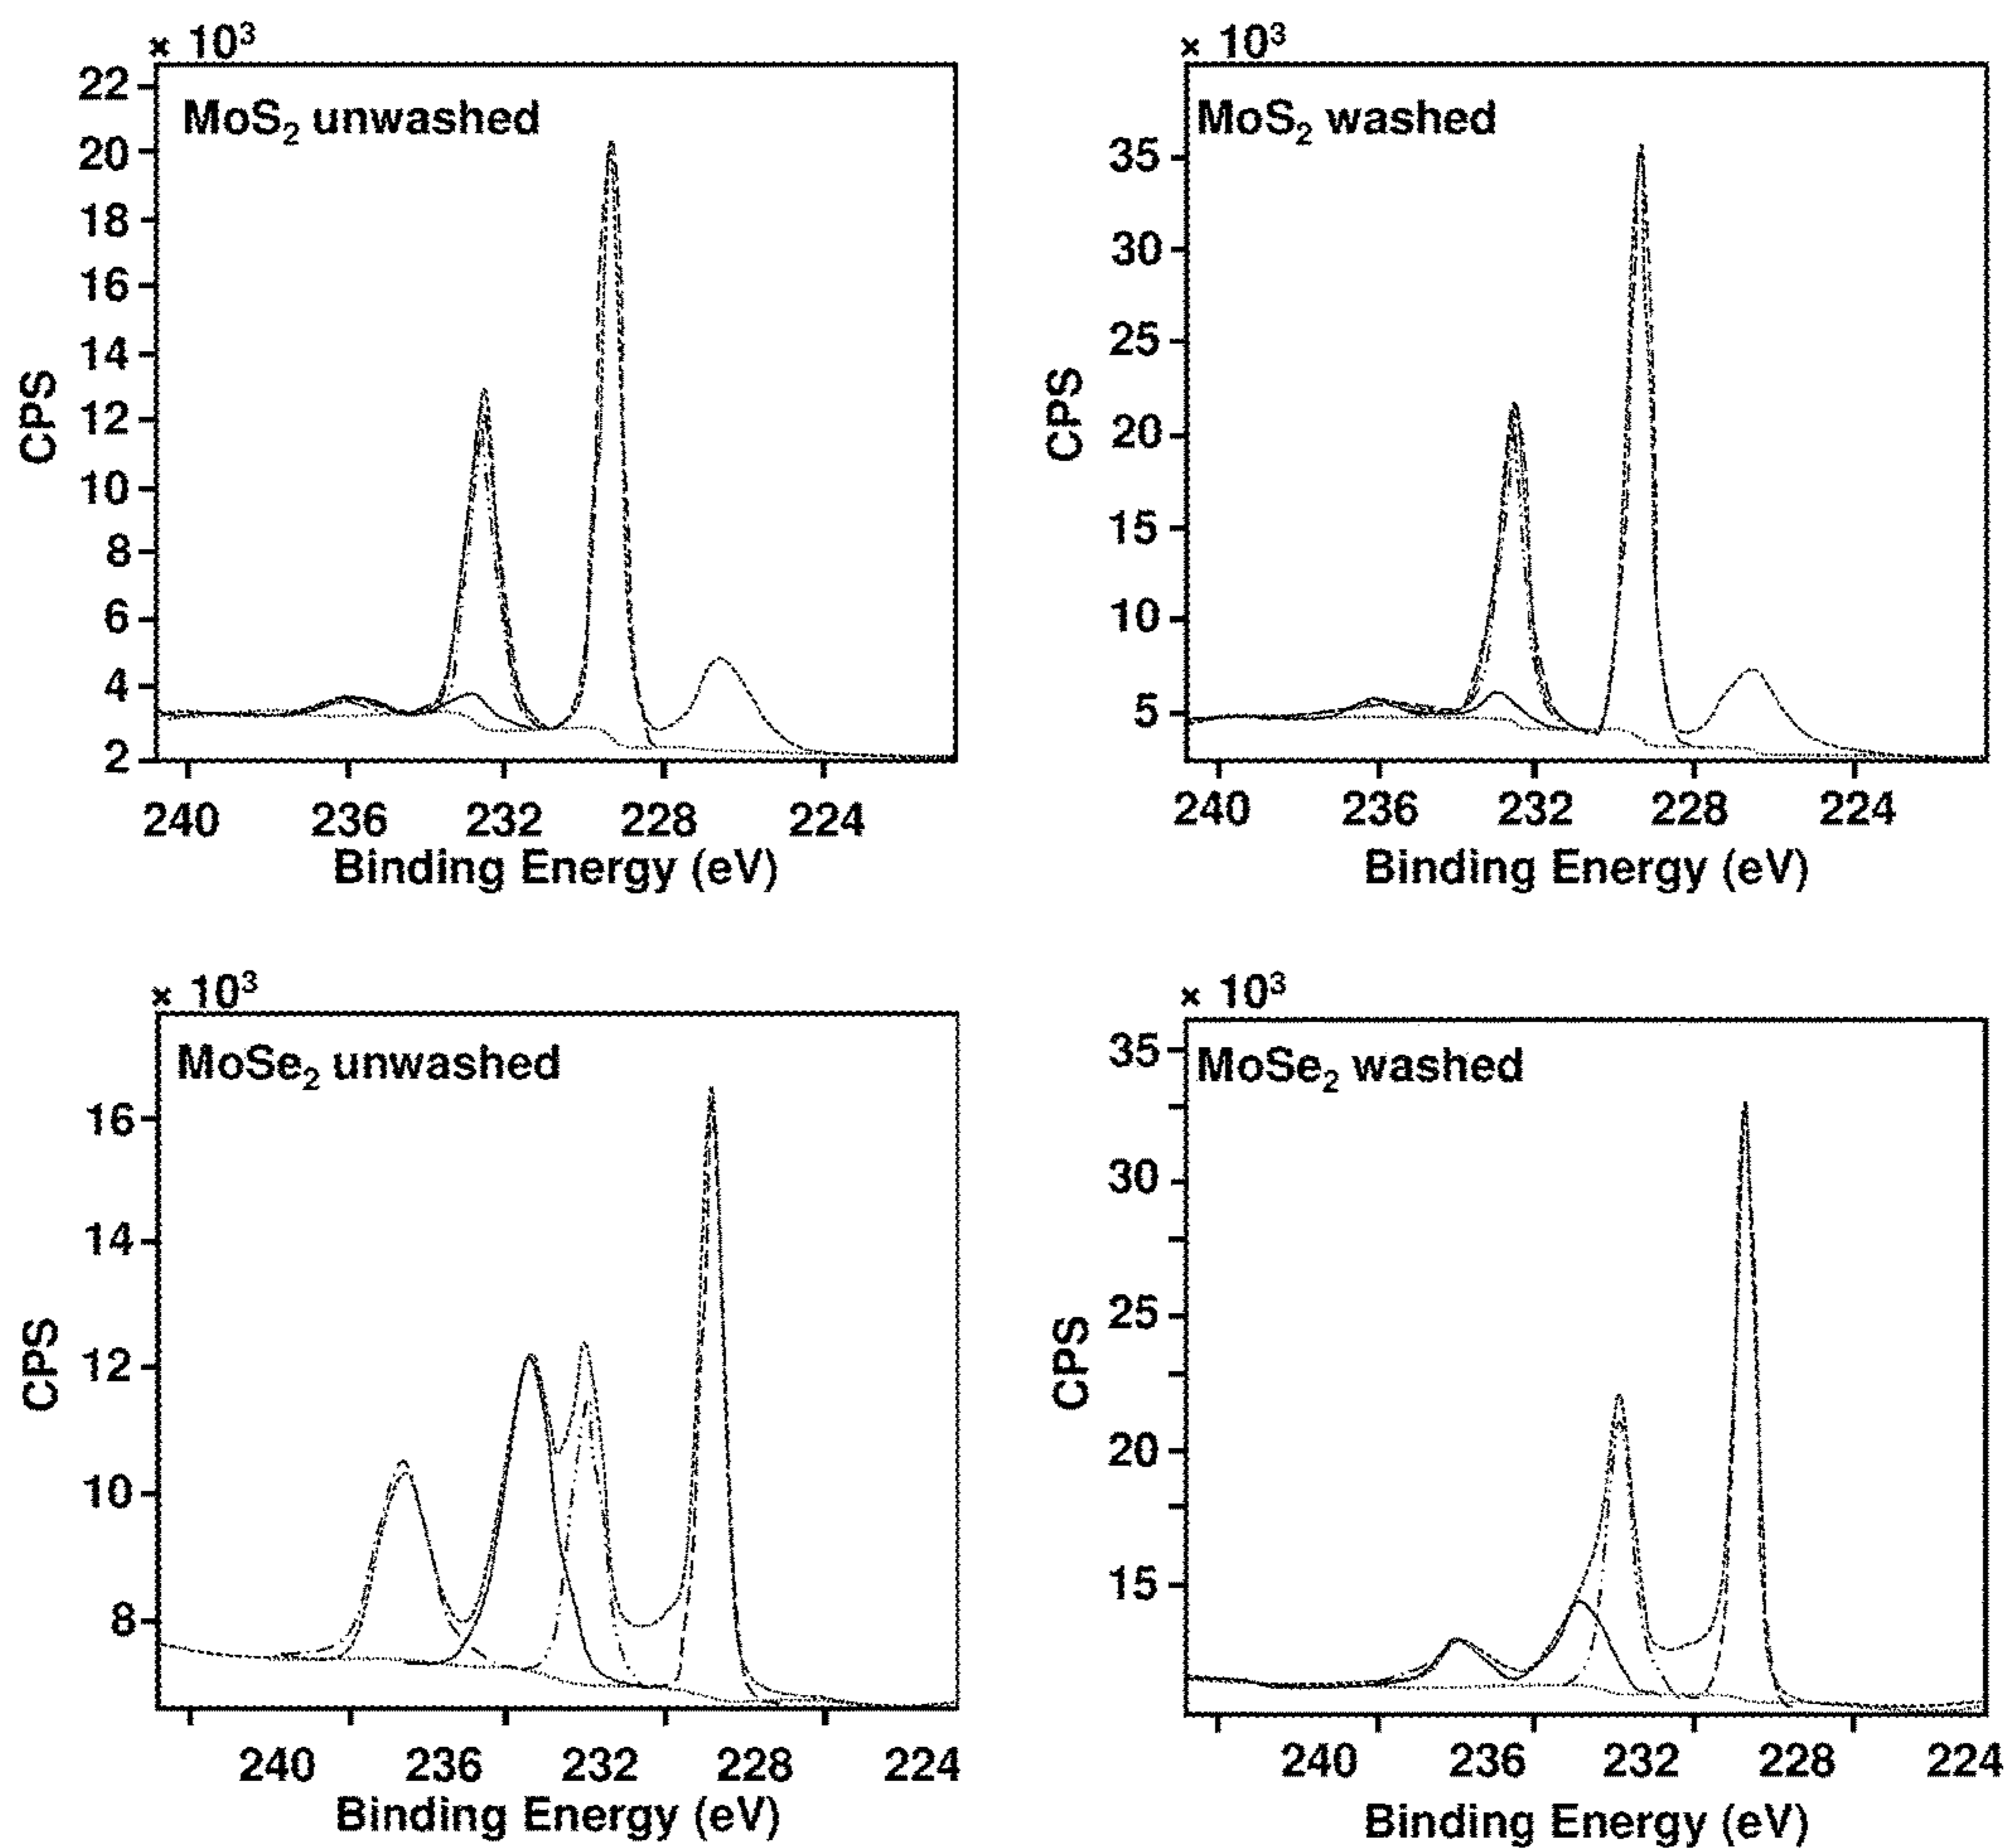 × 10³
MoS₂ unwashed
22
20
18
16
14
12
10
8
6
4
2
CPS
240 236 232 228 224
Binding Energy (eV)
× 10³
MoS₂ washed
35
30
25
20
15
10
5
CPS
240 236 232 228 224
Binding Energy (eV)
× 10³
MoSe₂ unwashed
16
14
12
10
8
CPS
240 236 232 228 224
Binding Energy (eV)
× 10³
MoSe₂ washed
35
30
25
20
15
CPS
240 236 232 228 224
Binding Energy (eV)